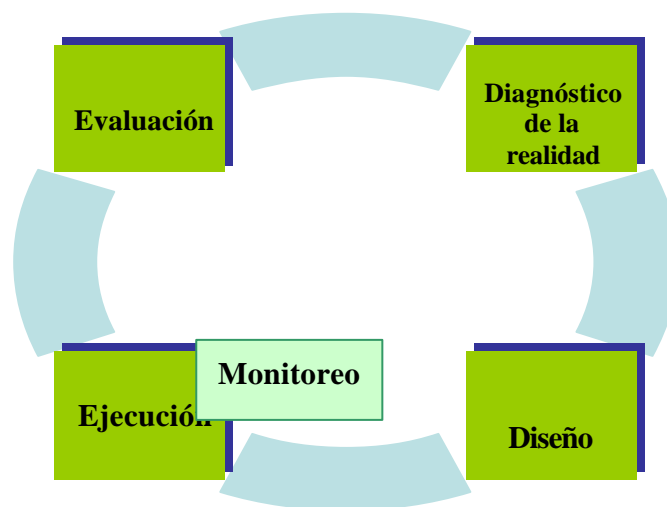 Evaluación
Diagnóstico
de la
realidad
Monitoreo
Ejecución
Diseño